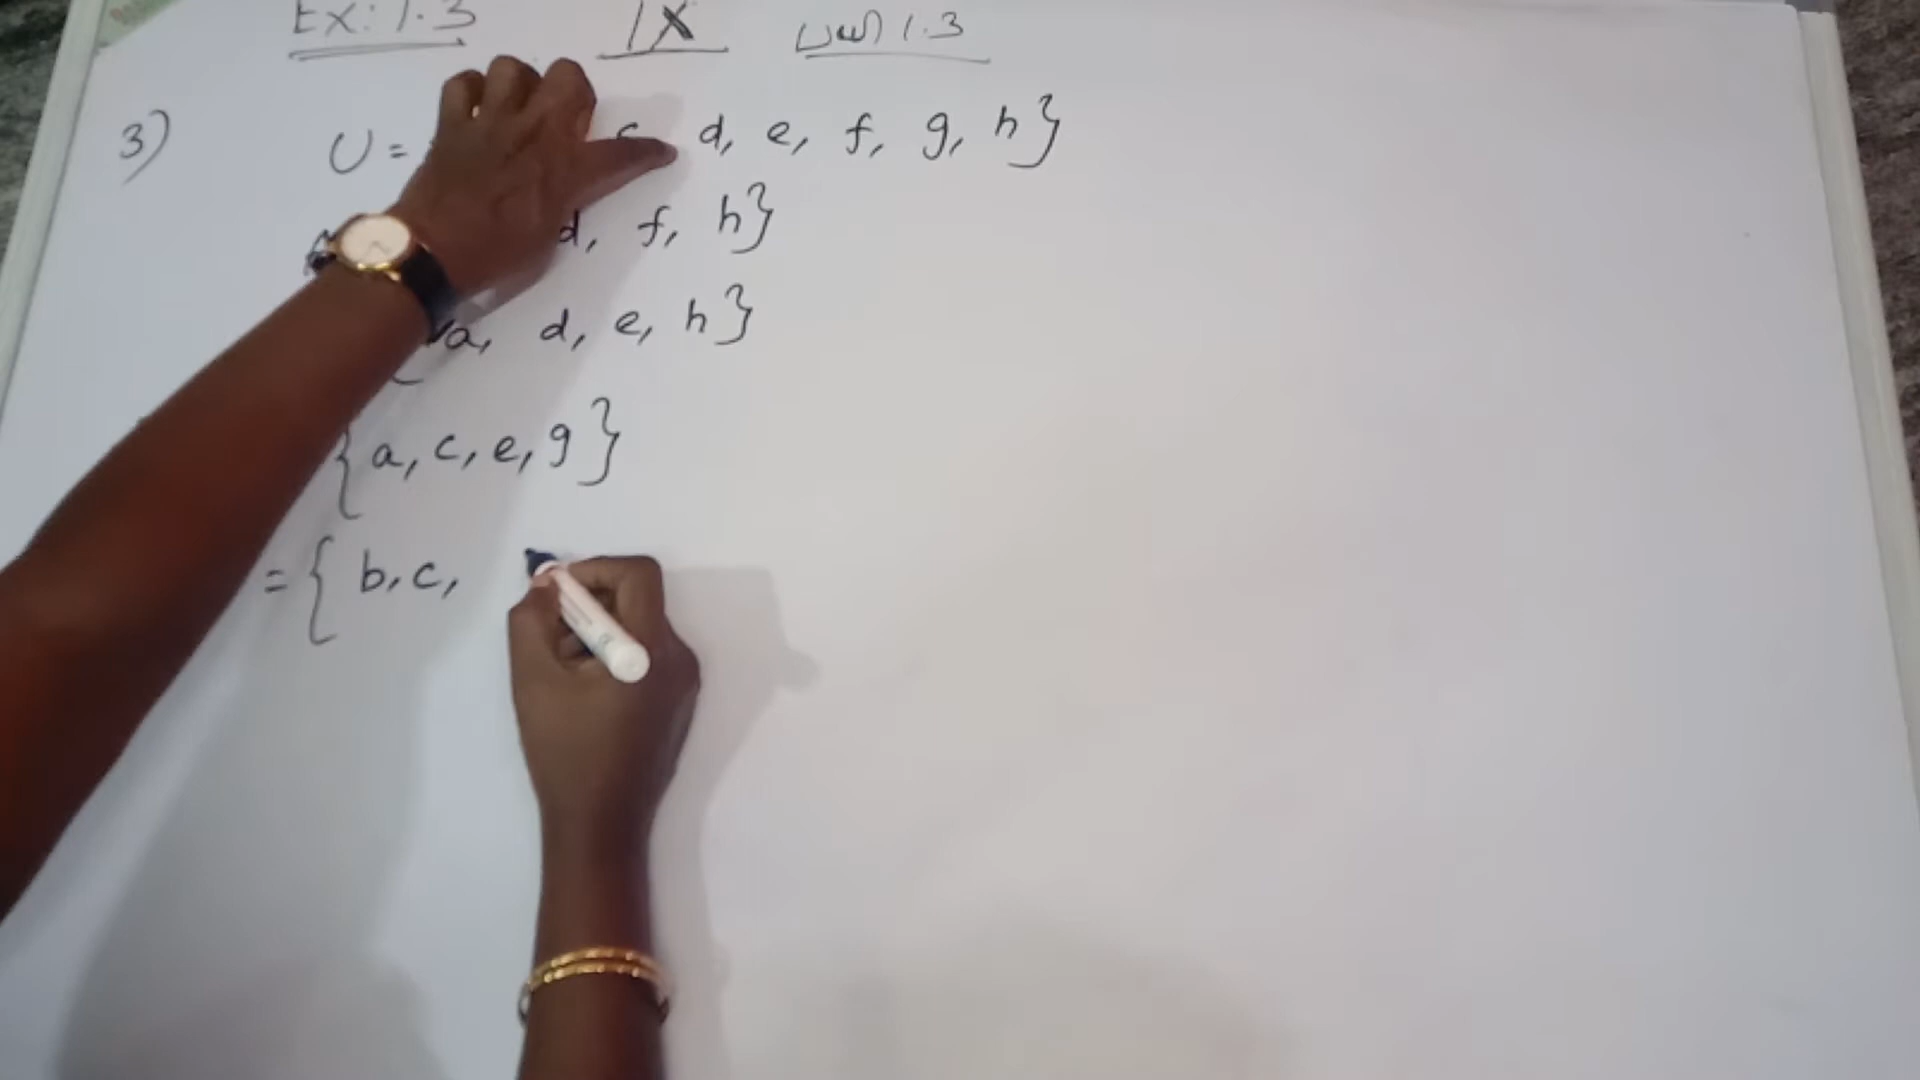 Ex: 1.3 IX பயி 1.3
3) U = c, d, e, f, g, h}
d, f, h}
a, d, e, h}
{a, c, e, g}
= { b, c,